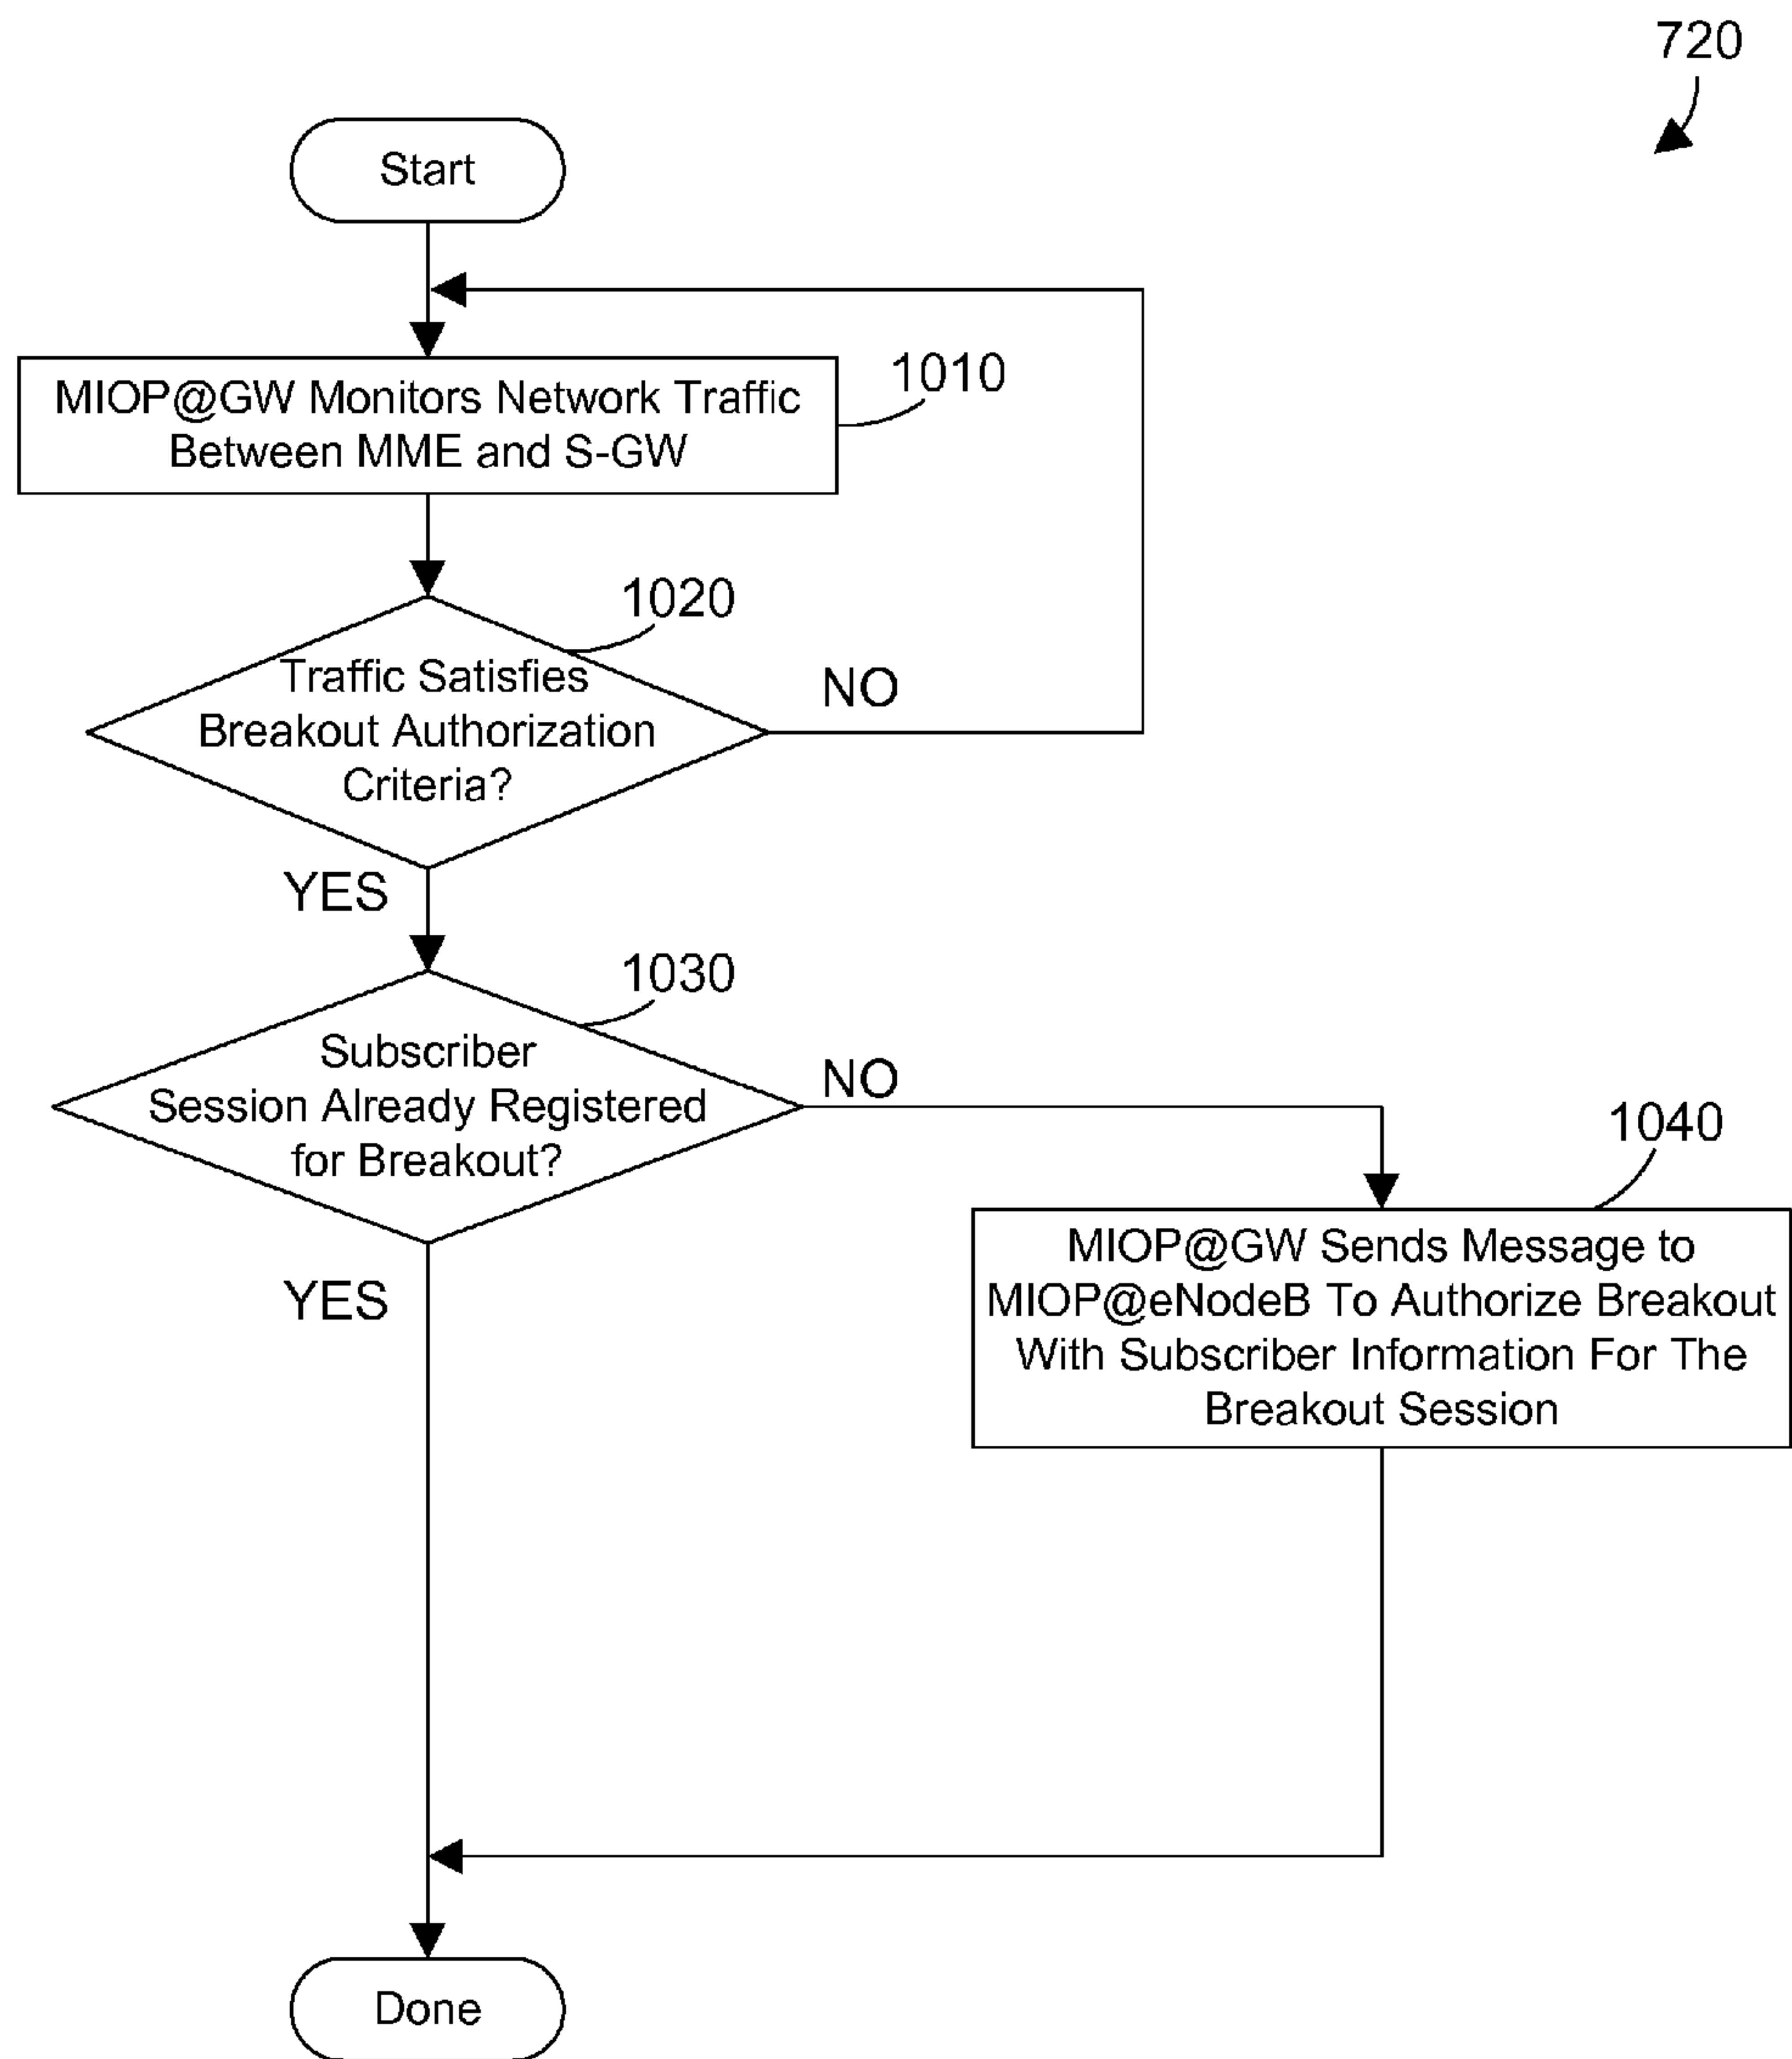 720
Start
MIOP@GW Monitors Network Traffic
Between MME and S-GW
1010
1020
Traffic Satisfies
Breakout Authorization
Criteria?
NO
YES
1030
Subscriber
Session Already Registered
for Breakout?
NO
YES
1040
MIOP@GW Sends Message to
MIOP@eNodeB To Authorize Breakout
With Subscriber Information For The
Breakout Session
Done